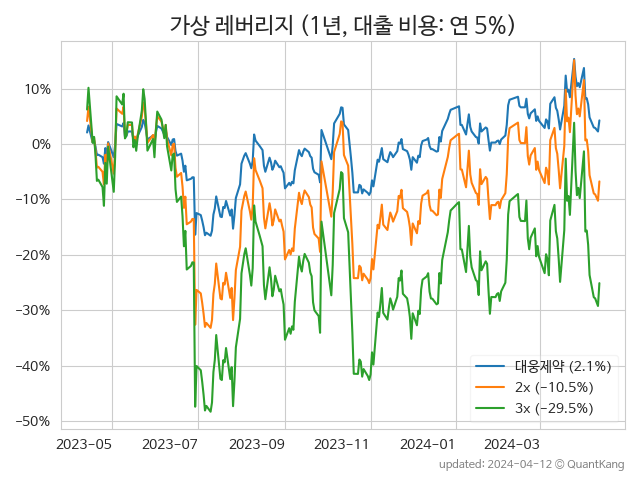 가상 레버리지 (1년, 대출 비용: 연 5%)
10%
0%
−10%
−20%
−30%
−40%
−50%
대웅제약 (2.1%)
2x (−10.5%)
3x (−29.5%)
2023-05 2023-07 2023-09 2023-11 2024-01 2024-03
updated: 2024-04-12 © QuantKang